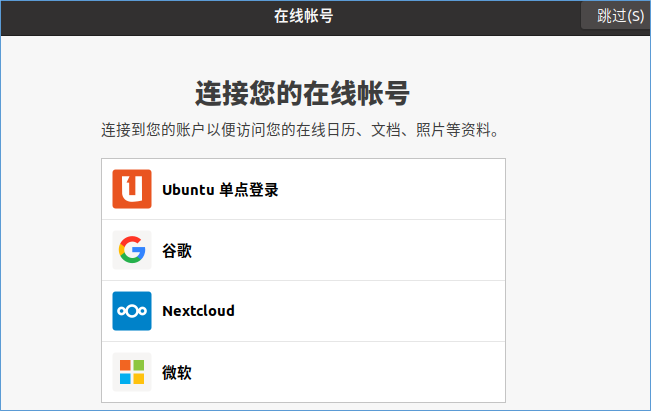 在线帐号
跳过(S)
连接您的在线帐号
连接到您的账户以便访问您的在线日历、文档、照片等资料。
Ubuntu 单点登录
谷歌
Nextcloud
微软